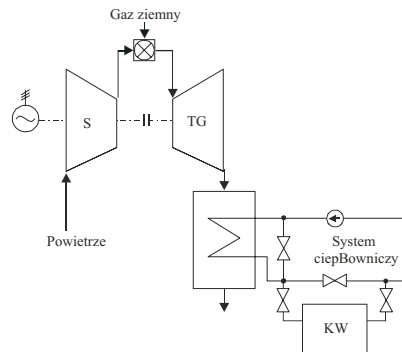 Gaz ziemny
S
TG
Powietrze
System
ciepBowniczy
KW